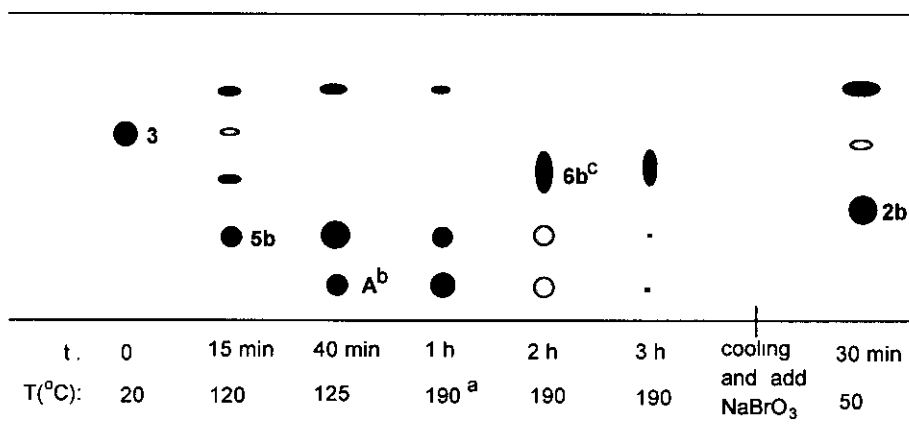 3
6b^c
2b
5b
A^b
t. 0 15 min 40 min 1 h 2 h 3 h cooling and add NaBrO₃ 30 min
T(°C): 20 120 125 190 ^a 190 190 50